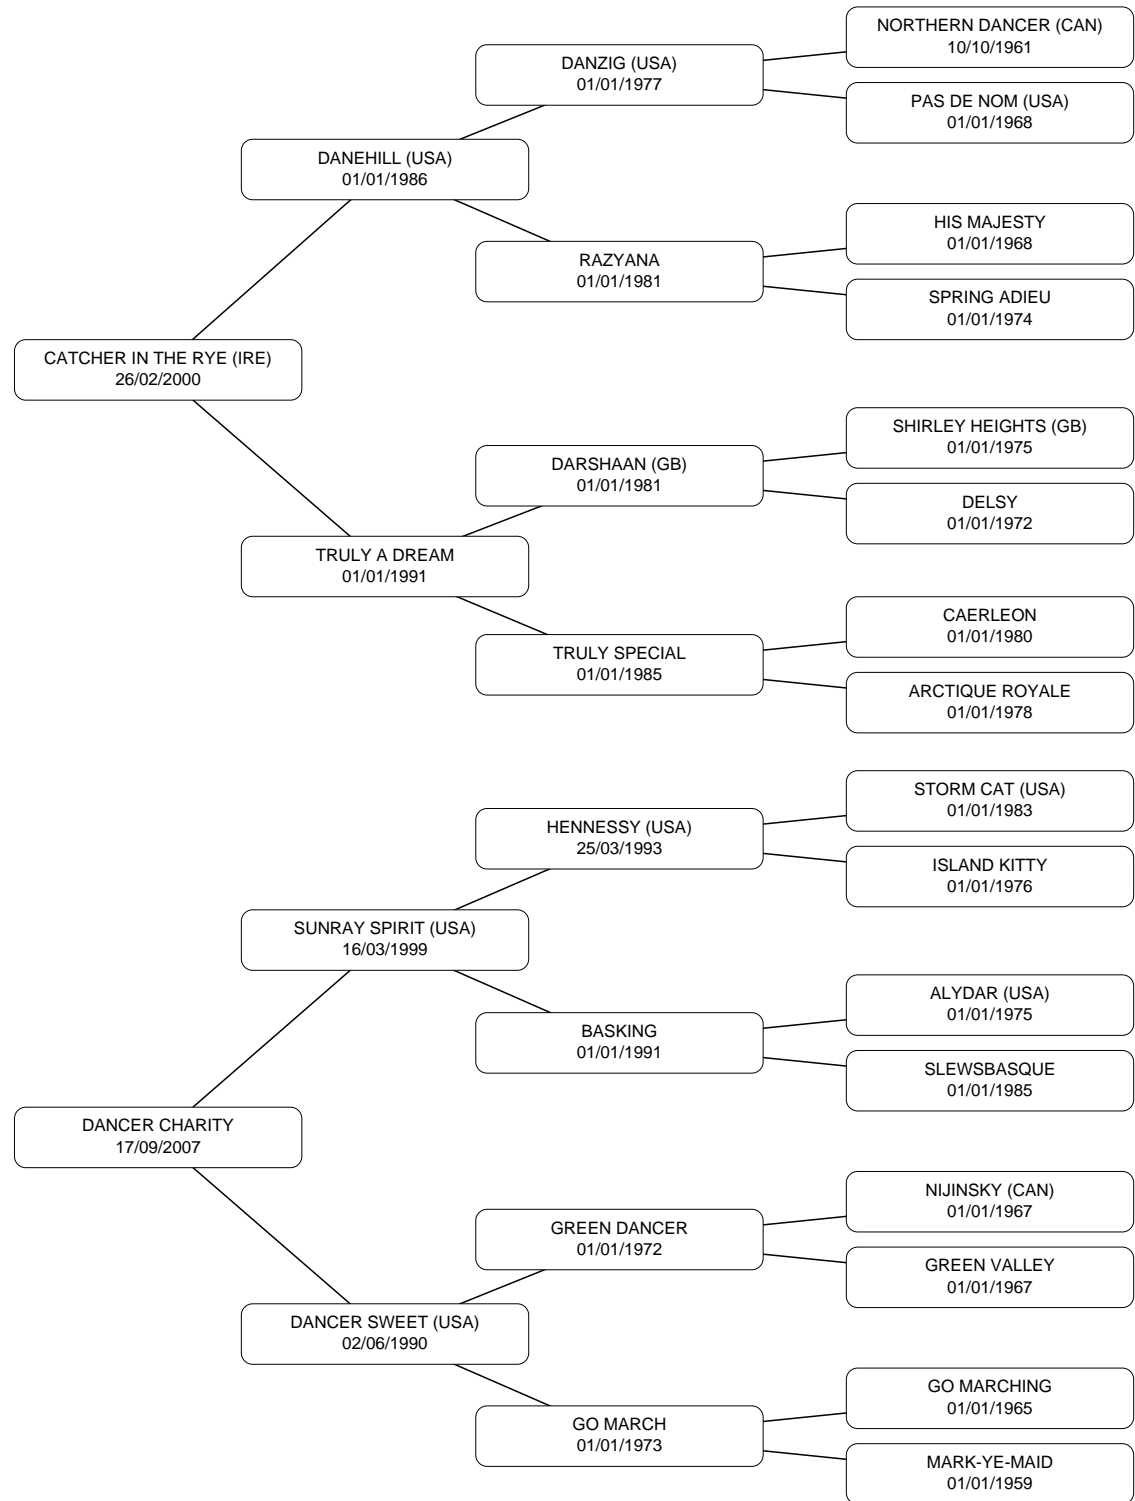 NORTHERN DANCER (CAN)
10/10/1961
DANZIG (USA)
01/01/1977
PAS DE NOM (USA)
01/01/1968
DANEHILL (USA)
01/01/1986
HIS MAJESTY
01/01/1968
RAZYANA
01/01/1981
SPRING ADIEU
01/01/1974
CATCHER IN THE RYE (IRE)
26/02/2000
SHIRLEY HEIGHTS (GB)
01/01/1975
DARSHAAN (GB)
01/01/1981
DELSY
01/01/1972
TRULY A DREAM
01/01/1991
CAERLEON
01/01/1980
TRULY SPECIAL
01/01/1985
ARCTIQUE ROYALE
01/01/1978
STORM CAT (USA)
01/01/1983
HENNESSY (USA)
25/03/1993
ISLAND KITTY
01/01/1976
SUNRAY SPIRIT (USA)
16/03/1999
ALYDAR (USA)
01/01/1975
BASKING
01/01/1991
SLEWSBASQUE
01/01/1985
DANCER CHARITY
17/09/2007
NIJINSKY (CAN)
01/01/1967
GREEN DANCER
01/01/1972
GREEN VALLEY
01/01/1967
DANCER SWEET (USA)
02/06/1990
GO MARCHING
01/01/1965
GO MARCH
01/01/1973
MARK-YE-MAID
01/01/1959